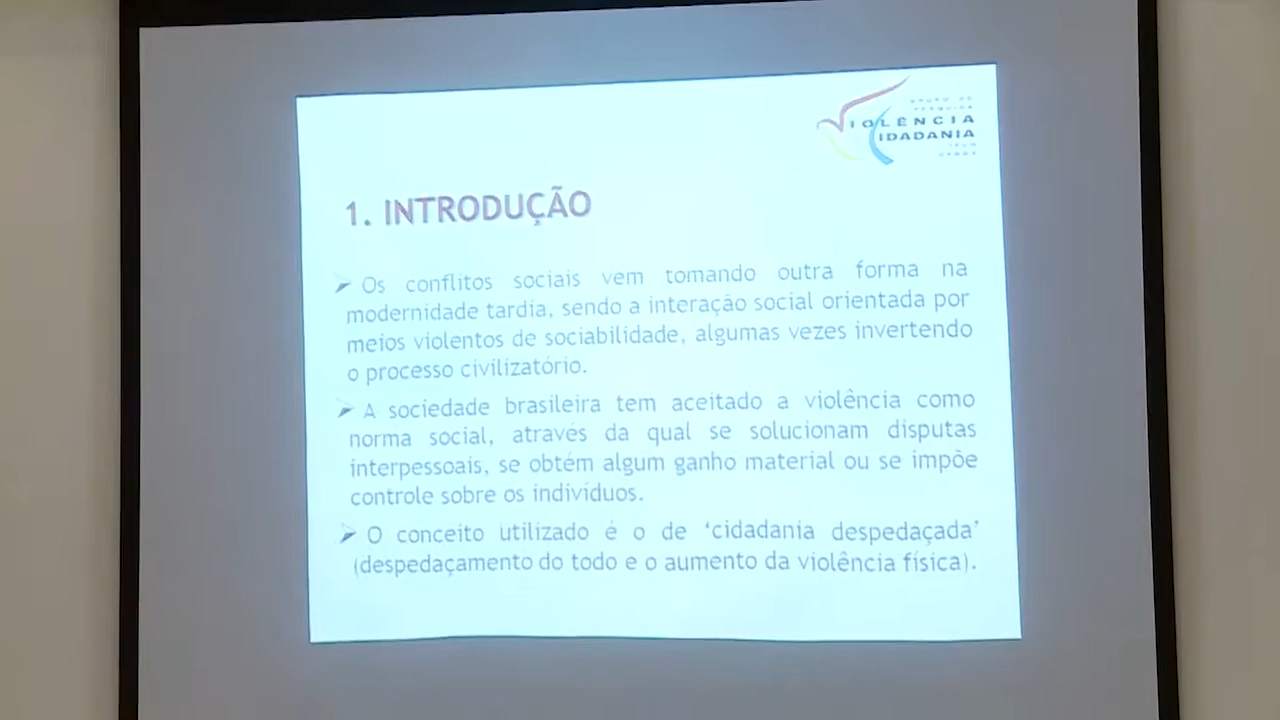 GRUPO DE
PESQUISA
VIOLÊNCIA
CIDADANIA
1. INTRODUÇÃO
Os conflitos sociais vem tomando outra forma na
modernidade tardia, sendo a interação social orientada por
meios violentos de sociabilidade, algumas vezes invertendo
o processo civilizatório.
A sociedade brasileira tem aceitado a violência como
norma social, através da qual se solucionam disputas
interpessoais, se obtém algum ganho material ou se impõe
controle sobre os indivíduos.
O conceito utilizado é o de ‘cidadania despedaçada’
(despedaçamento do todo e o aumento da violência física).